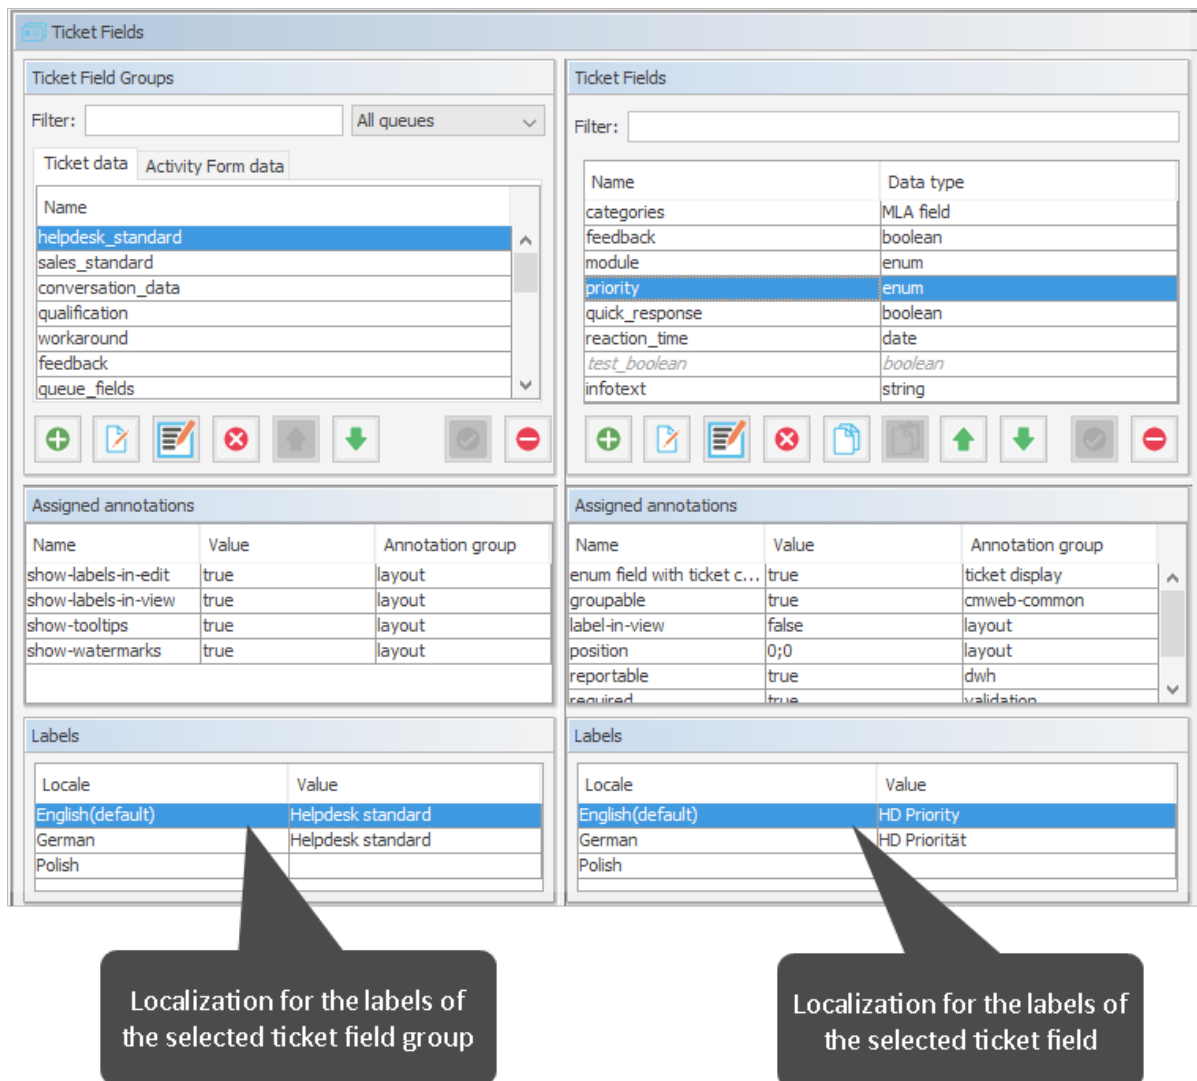 Ticket Fields
Ticket Field Groups
Filter:
All queues
Ticket data
Activity Form data
Name
helpdesk_standard
sales_standard
conversation_data
qualification
workaround
feedback
queue_fields
Ticket Fields
Filter:
Name Data type
categories MLA field
feedback boolean
module enum
priority enum
quick_response boolean
reaction_time date
test_boolean boolean
infotext string
Assigned annotations
Name Value Annotation group
show-labels-in-edit true layout
show-labels-in-view true layout
show-tooltips true layout
show-watermarks true layout
Assigned annotations
Name Value Annotation group
enum field with ticket c... true ticket display
groupable true cmweb-common
label-in-view false layout
position 0;0 layout
reportable true dwh
required true validation
Labels
Locale Value
English(default) Helpdesk standard
German Helpdesk standard
Polish
Labels
Locale Value
English(default) HD Priority
German HD Priorität
Polish
Localization for the labels of
the selected ticket field group
Localization for the labels of
the selected ticket field